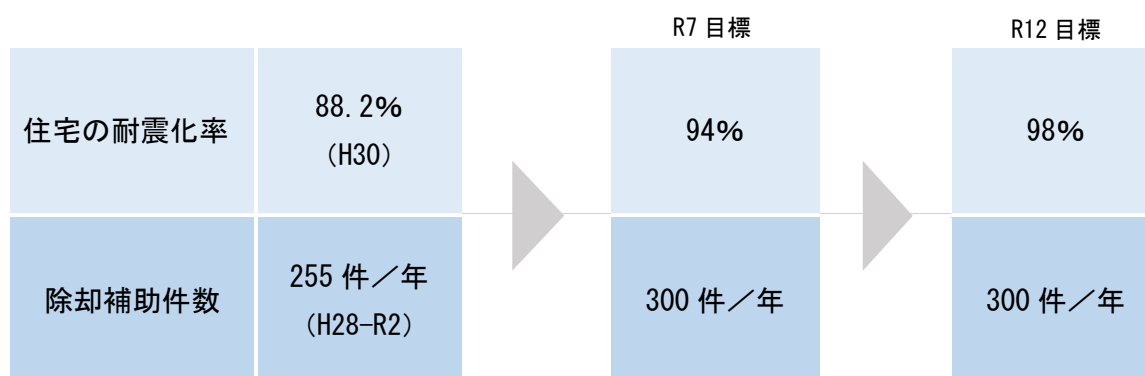 R7 目標
R12 目標
住宅の耐震化率
88.2%
（H30）
94%
98%
除却補助件数
255 件／年
（H28-R2）
300 件／年
300 件／年